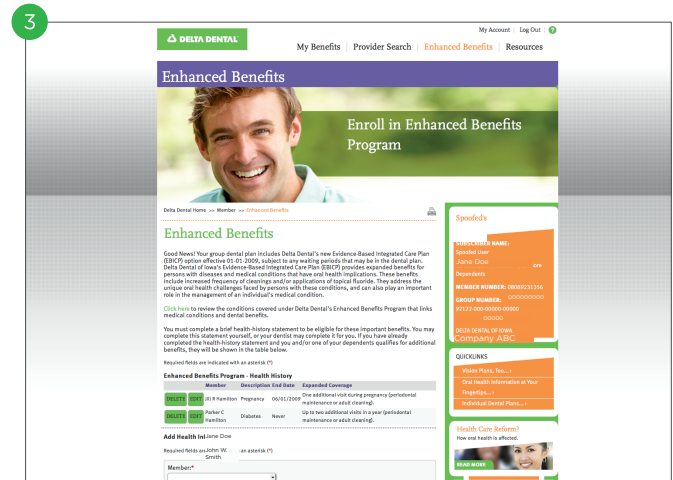 3
DELTA DENTAL
My Account | Log Out | ?
My Benefits | Provider Search | Enhanced Benefits | Resources
Enhanced Benefits
Enroll in Enhanced Benefits
Program
Delta Dental Home >> Member >> Enhanced Benefits
Enhanced Benefits
Good News! Your group dental plan includes Delta Dental's new Evidence-Based Integrated Care Plan
(EBICP) option effective 01-01-2009, subject to any waiting periods that may be in the dental plan.
Delta Dental of Iowa's Evidence-Based Integrated Care Plan (EBICP) provides expanded benefits for
persons with diseases and medical conditions that have oral health implications. These benefits
include increased frequency of cleanings and/or applications of topical fluoride. They address the
unique oral health challenges faced by persons with these conditions, and can also play an important
role in the management of an individual's medical condition.
Click here to review the conditions covered under Delta Dental's Enhanced Benefits Program that links
medical conditions and dental benefits.
You must complete a brief health-history statement to be eligible for these important benefits. You may
complete this statement yourself, or your dentist may complete it for you. If you have already
completed the health-history statement and you and/or one of your dependents qualifies for additional
benefits, they will be shown in the table below.
Required fields are indicated with an asterisk (*)
Enhanced Benefits Program - Health History
Member Description End Date Expanded Coverage
DELETE EDIT Jill R Hamilton Pregnancy 06/01/2009 One additional visit during pregnancy (periodontal
maintenance or adult cleaning).
DELETE EDIT Parker C Hamilton Diabetes Never Up to two additional visits in a year (periodontal
maintenance or adult cleaning).
Add Health In Jane Doe
Required fields ar John W. Smith an asterisk (*)
Member:*
Spoofed's
SUBSCRIBER NAME:
Spoofed User
Jane Doe
Dependents
MEMBER NUMBER: 08089231356
GROUP NUMBER: 000000000
93122-000-00000-00000
00000
DELTA DENTAL OF IOWA
Company ABC
QUICKLINKS
Vision Plans, Too... ›
Oral Health Information at Your
Fingertips... ›
Individual Dental Plans... ›
Health Care Reform?
How oral health is affected.
READ MORE